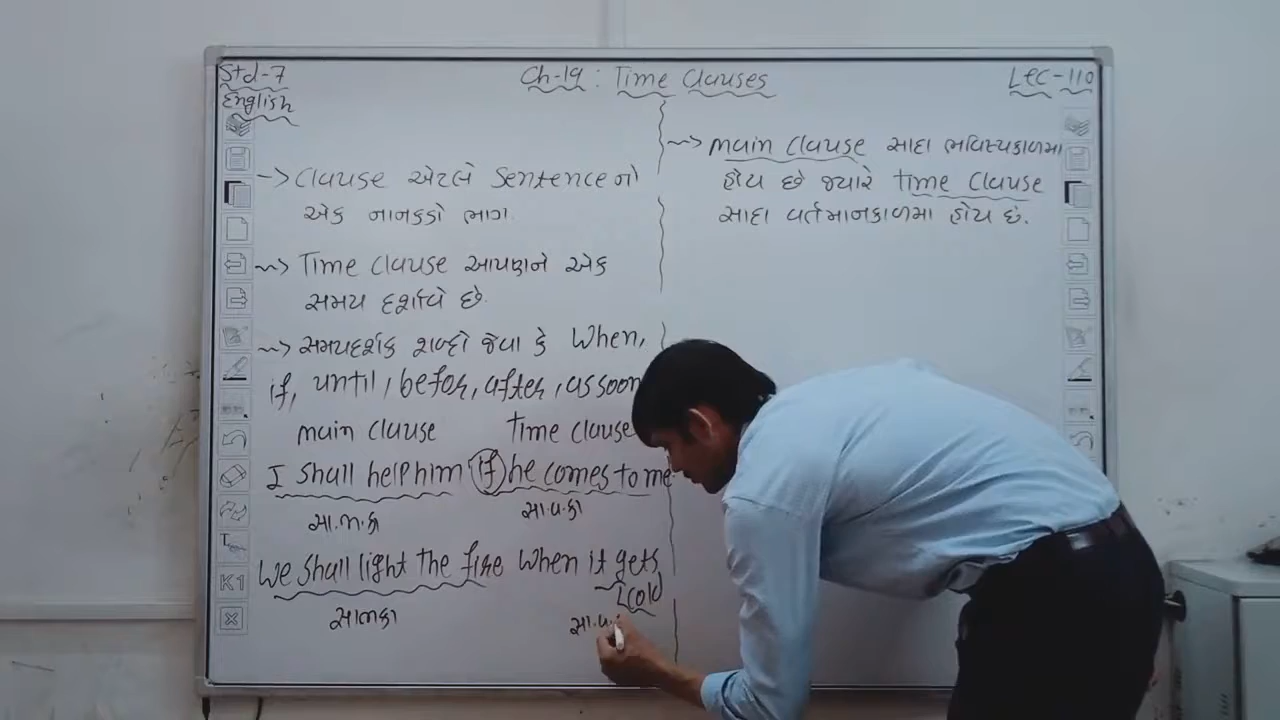 Std-7
English
Ch-19 : Time Clauses
Lec-110
-> Clause એટલે Sentence નો
એક નાનકડો ભાગ.
~> Time Clause આપણને એક
સમય દર્શાવે છે.
~> સમયદર્શક શબ્દો જેવા કે When,
if, until, before, after, as soon
main clause Time Clause
I shall help him if he comes to me
સા.ભ.કા સા.વ.કા
We shall light the fire when it gets
cold
સાભકા સા.વ.
~> main clause સાદા ભવિષ્યકાળમા
હોય છે જ્યારે time clause
સાદા વર્તમાનકાળમા હોય છે.
T
K1